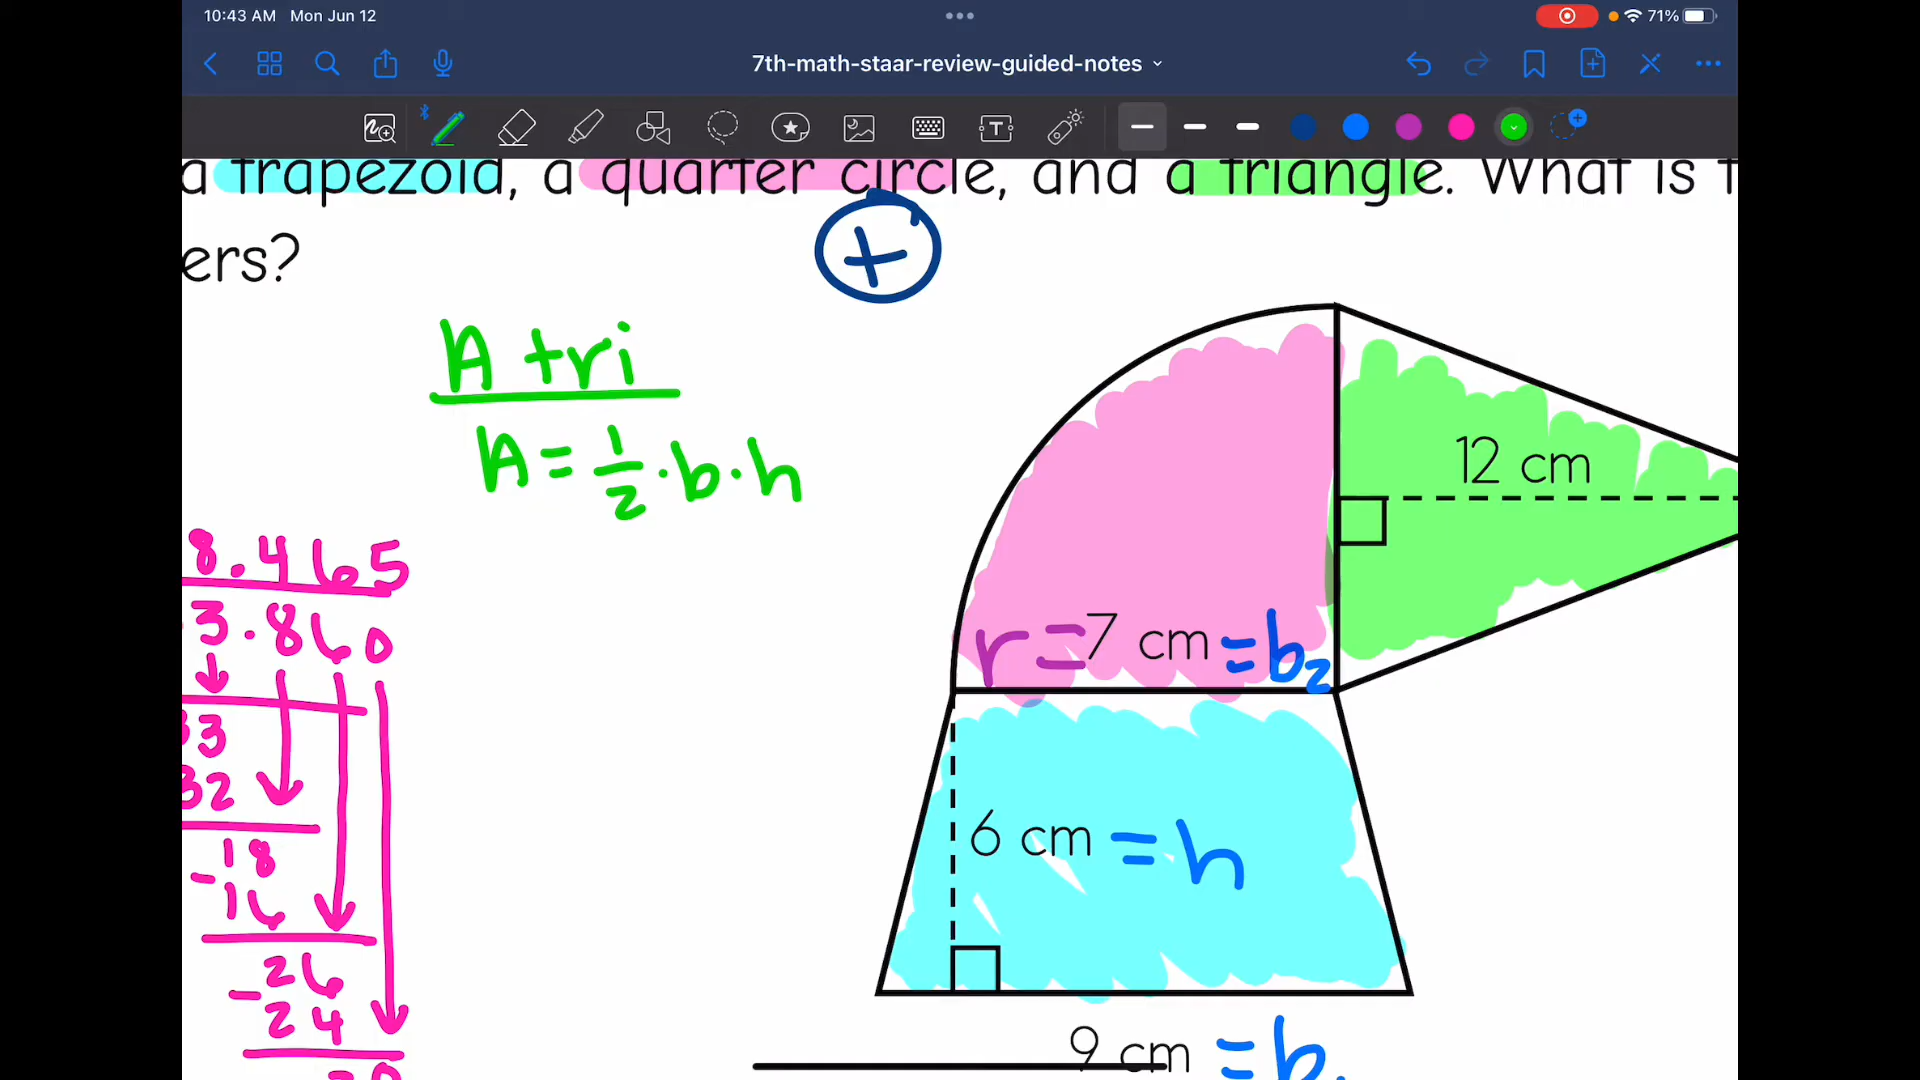 10:43 AM Mon Jun 12
71%
7th-math-staar-review-guided-notes
a trapezoid, a quarter circle, and a triangle. What is
ers?
+
A tri
A = 1/2 · b · h
12 cm
8.465
3.860
r = 7 cm = b2
33
32
6 cm = h
-18
16
-26
24
9 cm = b